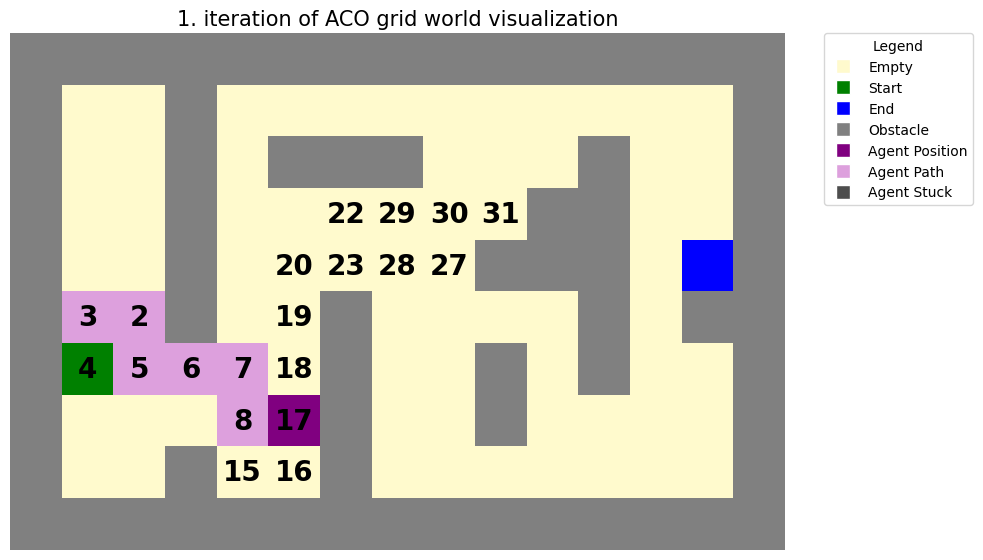 1. iteration of ACO grid world visualization
Legend
Empty
Start
End
Obstacle
Agent Position
Agent Path
Agent Stuck
22 29 30 31
20 23 28 27
3 2 19
4 5 6 7 18
8 17
15 16